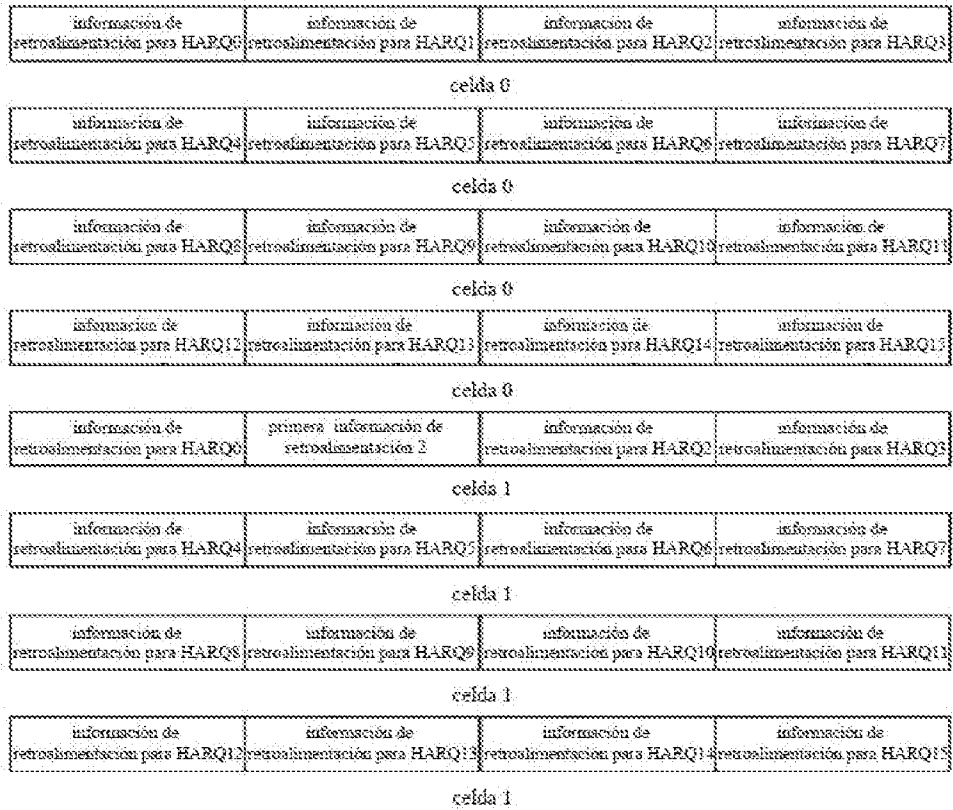 información de
retroalimentación para HARQ0
información de
retroalimentación para HARQ1
información de
retroalimentación para HARQ2
información de
retroalimentación para HARQ3
celda 0
información de
retroalimentación para HARQ4
información de
retroalimentación para HARQ5
información de
retroalimentación para HARQ6
información de
retroalimentación para HARQ7
celda 0
información de
retroalimentación para HARQ8
información de
retroalimentación para HARQ9
información de
retroalimentación para HARQ10
información de
retroalimentación para HARQ11
celda 0
información de
retroalimentación para HARQ12
información de
retroalimentación para HARQ13
información de
retroalimentación para HARQ14
información de
retroalimentación para HARQ15
celda 0
información de
retroalimentación para HARQ0
primera información de
retroalimentación 2
información de
retroalimentación para HARQ2
información de
retroalimentación para HARQ3
celda 1
información de
retroalimentación para HARQ4
información de
retroalimentación para HARQ5
información de
retroalimentación para HARQ6
información de
retroalimentación para HARQ7
celda 1
información de
retroalimentación para HARQ8
información de
retroalimentación para HARQ9
información de
retroalimentación para HARQ10
información de
retroalimentación para HARQ11
celda 1
información de
retroalimentación para HARQ12
información de
retroalimentación para HARQ13
información de
retroalimentación para HARQ14
información de
retroalimentación para HARQ15
celda 1